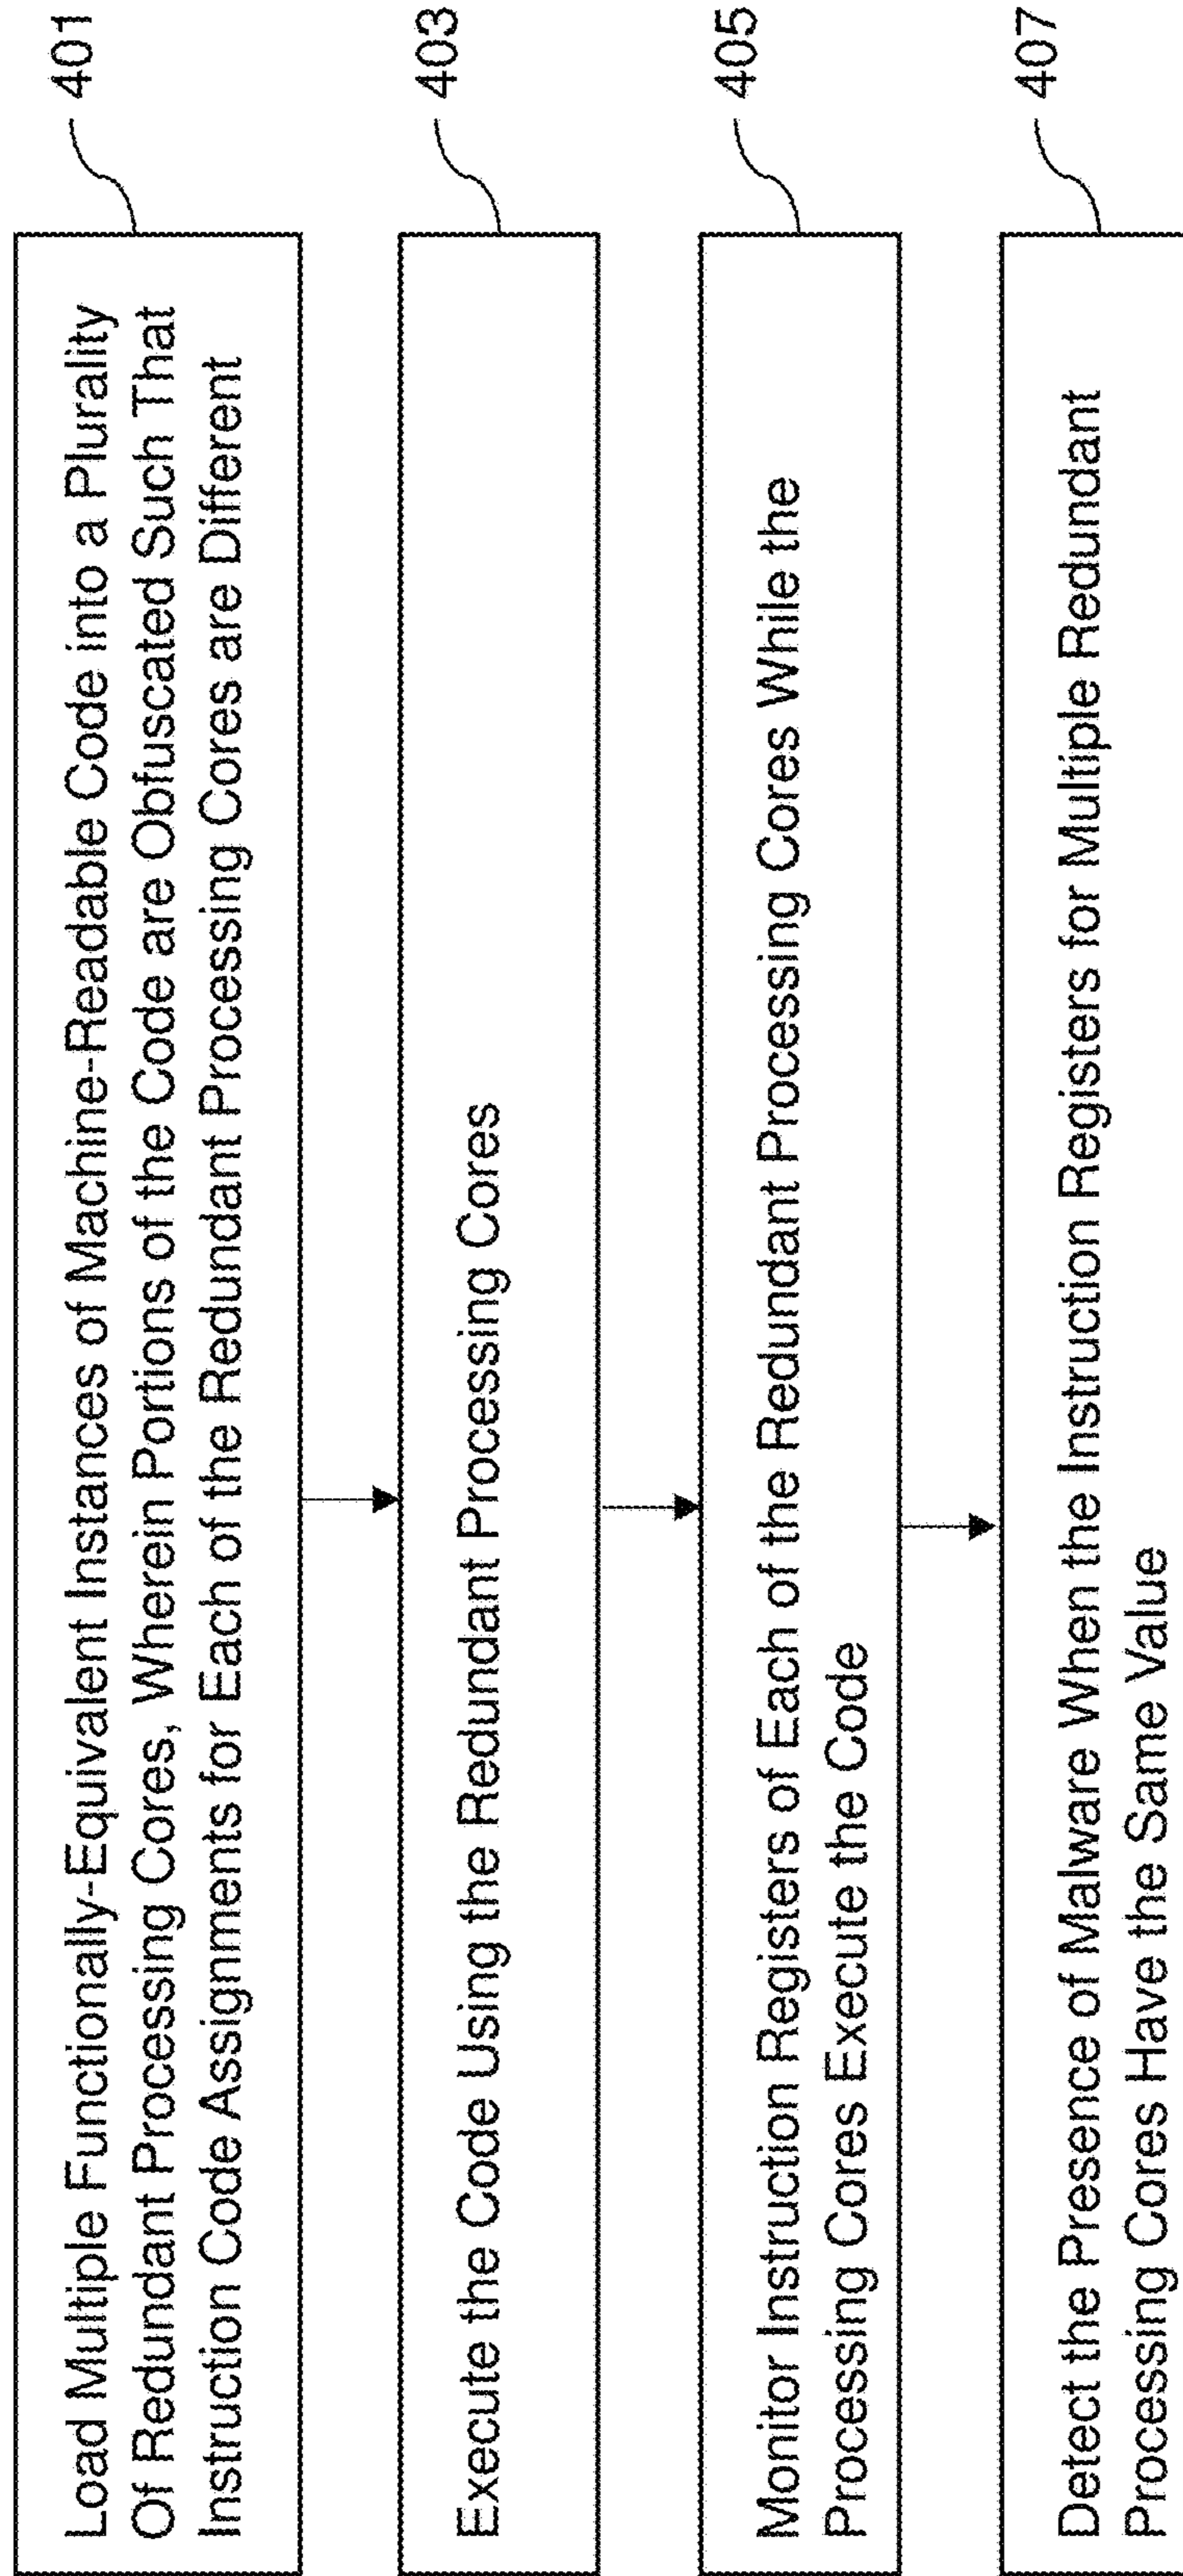 Load Multiple Functionally-Equivalent Instances of Machine-Readable Code into a Plurality
Of Redundant Processing Cores, Wherein Portions of the Code are Obfuscated Such That
Instruction Code Assignments for Each of the Redundant Processing Cores are Different
401
Execute the Code Using the Redundant Processing Cores
403
Monitor Instruction Registers of Each of the Redundant Processing Cores While the
Processing Cores Execute the Code
405
Detect the Presence of Malware When the Instruction Registers for Multiple Redundant
Processing Cores Have the Same Value
407